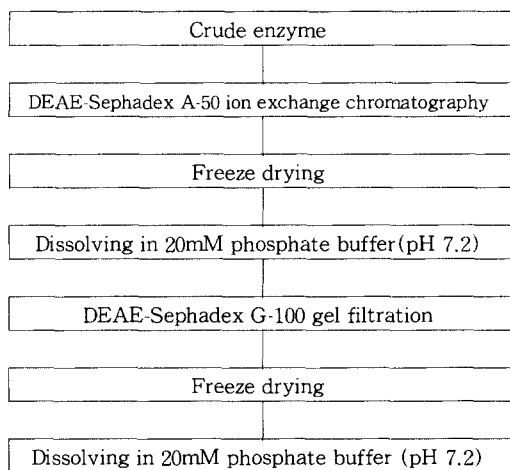 Crude enzyme
DEAE-Sephadex A-50 ion exchange chromatography
Freeze drying
Dissolving in 20mM phosphate buffer(pH 7.2)
DEAE-Sephadex G-100 gel filtration
Freeze drying
Dissolving in 20mM phosphate buffer (pH 7.2)